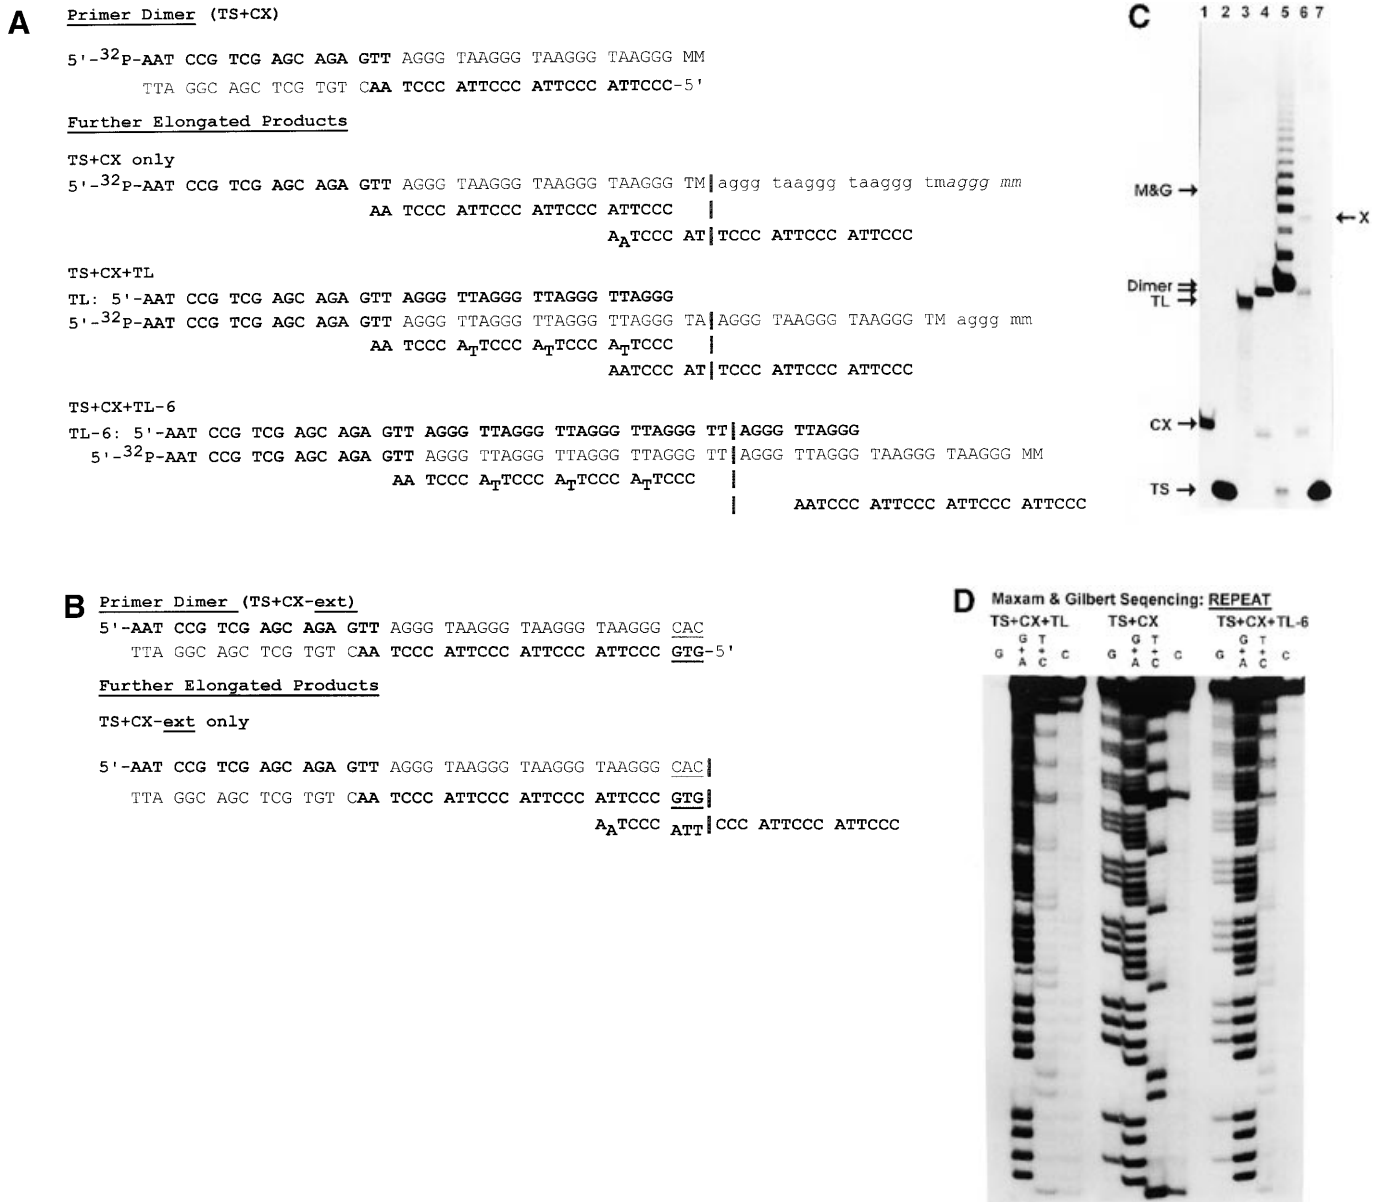 A
Primer Dimer (TS+CX)
5'-32P-AAT CCG TCG AGC AGA GTT AGGG TAAGGG TAAGGG TAAGGG MM
TTA GGC AGC TCG TGT CAA TCCC ATTCCC ATTCCC ATTCCC-5'
Further Elongated Products
TS+CX only
5'-32P-AAT CCG TCG AGC AGA GTT AGGG TAAGGG TAAGGG TAAGGG TM|aggg taaggg taaggg tmaggg mm
AA TCCC ATTCCC ATTCCC ATTCCC |
AATCCC AT|TCCC ATTCCC ATTCCC
TS+CX+TL
TL: 5'-AAT CCG TCG AGC AGA GTT AGGG TTAGGG TTAGGG TTAGGG
5'-32P-AAT CCG TCG AGC AGA GTT AGGG TTAGGG TTAGGG TTAGGG TA|AGGG TAAGGG TAAGGG TM aggg mm
AA TCCC ATTCCC ATTCCC ATTCCC |
AATCCC AT|TCCC ATTCCC ATTCCC
TS+CX+TL-6
TL-6: 5'-AAT CCG TCG AGC AGA GTT AGGG TTAGGG TTAGGG TTAGGG TT|AGGG TTAGGG
5'-32P-AAT CCG TCG AGC AGA GTT AGGG TTAGGG TTAGGG TTAGGG TT|AGGG TTAGGG TAAGGG TAAGGG MM
AA TCCC ATTCCC ATTCCC ATTCCC |
| AATCCC ATTCCC ATTCCC ATTCCC
C
1 2 3 4 5 6 7
M&G →
← X
Dimer →
TL →
CX →
TS →
B
Primer Dimer (TS+CX-ext)
5'-AAT CCG TCG AGC AGA GTT AGGG TAAGGG TAAGGG TAAGGG CAC
TTA GGC AGC TCG TGT CAA TCCC ATTCCC ATTCCC ATTCCC GTG-5'
Further Elongated Products
TS+CX-ext only
5'-AAT CCG TCG AGC AGA GTT AGGG TAAGGG TAAGGG TAAGGG CAC|
TTA GGC AGC TCG TGT CAA TCCC ATTCCC ATTCCC ATTCCC GTG|
AATCCC ATT|CCC ATTCCC ATTCCC
D
Maxam & Gilbert Seqencing: REPEAT
TS+CX+TL TS+CX TS+CX+TL-6
G G+A T+C C G G+A T+C C G G+A T+C C